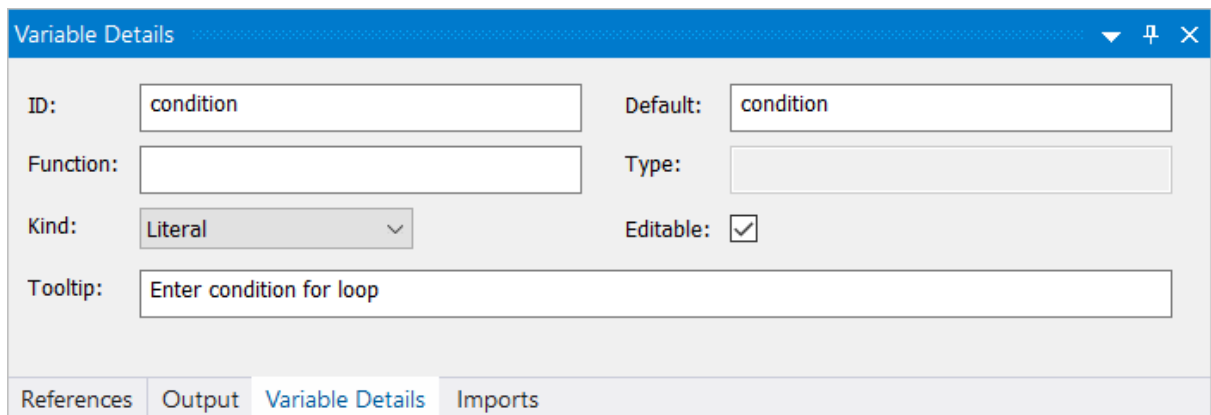 Variable Details
ID: condition Default: condition
Function: Type:
Kind: Literal Editable:
Tooltip: Enter condition for loop
References Output Variable Details Imports